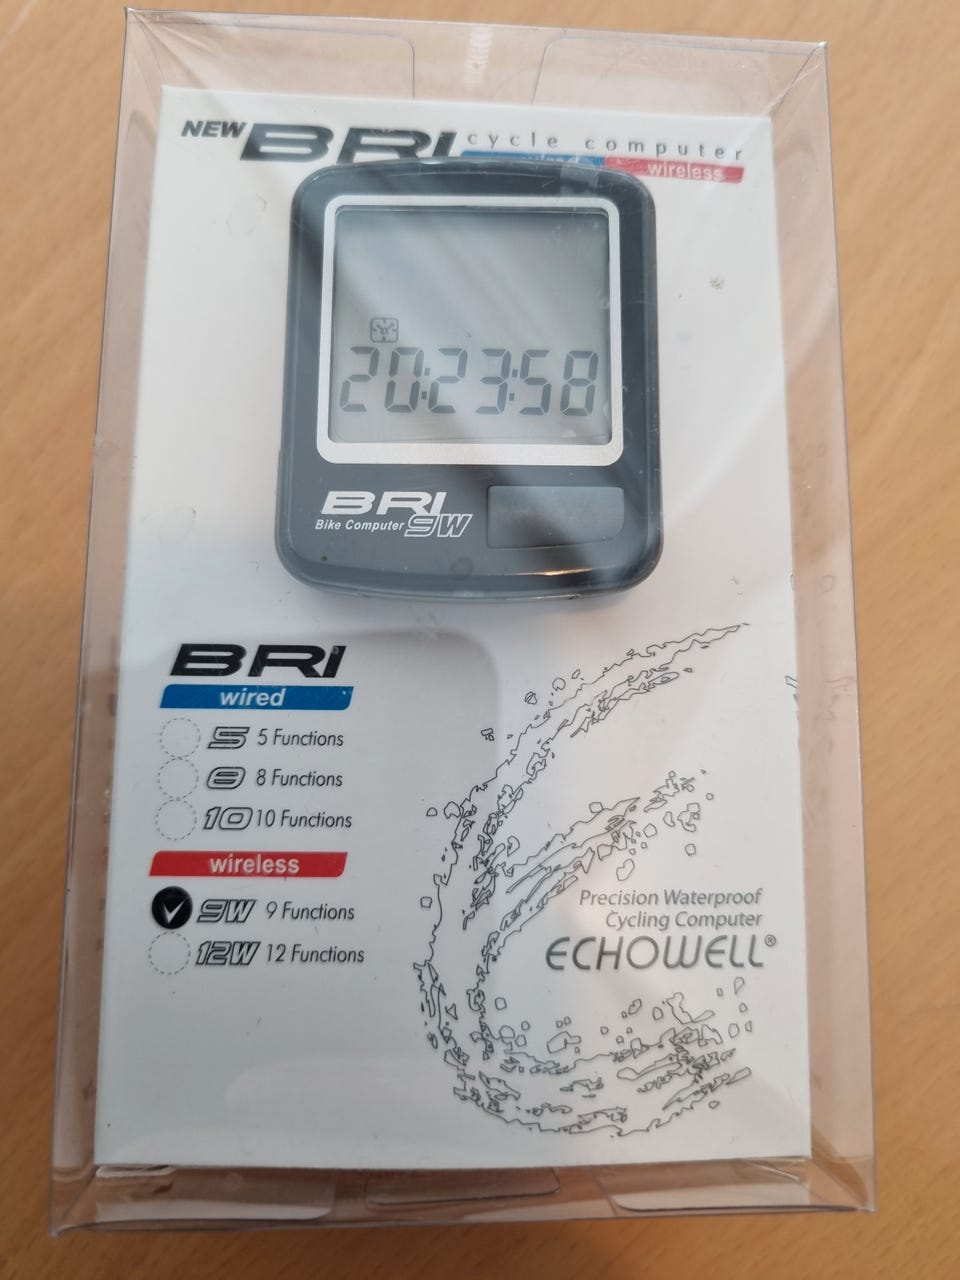 NEW BRI cycle computer
wired wireless
20:23:58
BRI
Bike Computer 9W
BRI
wired
5 5 Functions
8 8 Functions
10 10 Functions
wireless
9W 9 Functions
12W 12 Functions
Precision Waterproof
Cycling Computer
ECHOWELL®